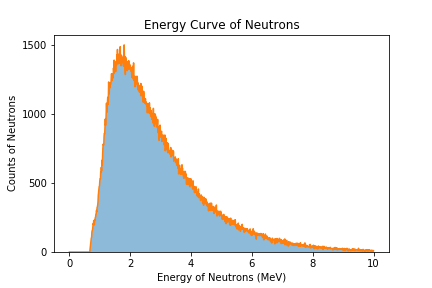 Energy Curve of Neutrons
1500
1000
500
0
Counts of Neutrons
0 2 4 6 8 10
Energy of Neutrons (MeV)